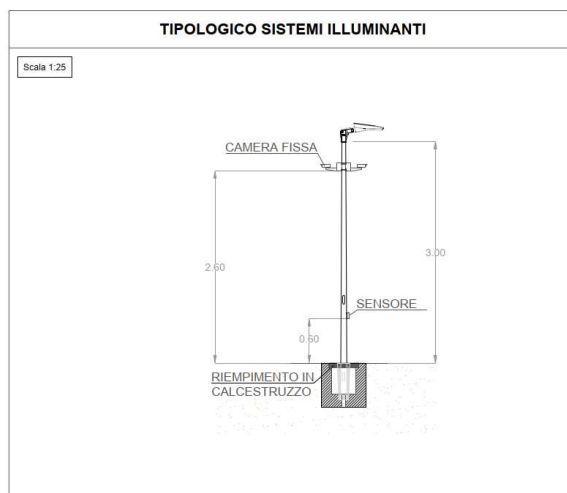 TIPOLOGICO SISTEMI ILLUMINANTI
Scala 1:25
CAMERA FISSA
3.00
2.60
SENSORE
0.60
RIEMPIMENTO IN
CALCESTRUZZO